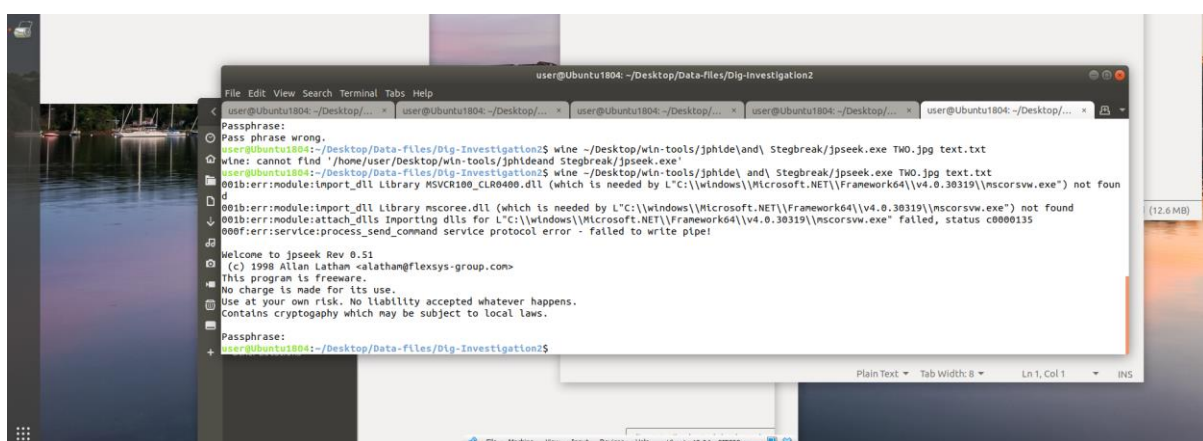 user@Ubuntu1804: ~/Desktop/Data-files/Dig-Investigation2
File Edit View Search Terminal Tabs Help
user@Ubuntu1804: ~/Desktop/... × user@Ubuntu1804: ~/Desktop/... × user@Ubuntu1804: ~/Desktop/... × user@Ubuntu1804: ~/Desktop/... × user@Ubuntu1804: ~/Desktop/... ×
Passphrase:
Pass phrase wrong.
user@Ubuntu1804:~/Desktop/Data-files/Dig-Investigation2$ wine ~/Desktop/win-tools/jphide\and\ Stegbreak/jpseek.exe TWO.jpg text.txt
wine: cannot find '/home/user/Desktop/win-tools/jphideand Stegbreak/jpseek.exe'
user@Ubuntu1804:~/Desktop/Data-files/Dig-Investigation2$ wine ~/Desktop/win-tools/jphide\ and\ Stegbreak/jpseek.exe TWO.jpg text.txt
001b:err:module:import_dll Library MSVCR100_CLR0400.dll (which is needed by L"C:\\windows\\Microsoft.NET\\Framework64\\v4.0.30319\\mscorsvw.exe") not foun
d
001b:err:module:import_dll Library mscoree.dll (which is needed by L"C:\\windows\\Microsoft.NET\\Framework64\\v4.0.30319\\mscorsvw.exe") not found
001b:err:module:attach_dlls Importing dlls for L"C:\\windows\\Microsoft.NET\\Framework64\\v4.0.30319\\mscorsvw.exe" failed, status c0000135
000f:err:service:process_send_command service protocol error - failed to write pipe!
Welcome to jpseek Rev 0.51
(c) 1998 Allan Latham <alatham@flexsys-group.com>
This program is freeware.
No charge is made for its use.
Use at your own risk. No liability accepted whatever happens.
Contains cryptogaphy which may be subject to local laws.
Passphrase:
user@Ubuntu1804:~/Desktop/Data-files/Dig-Investigation2$
(12.6 MB)
Plain Text Tab Width: 8 Ln 1, Col 1 INS